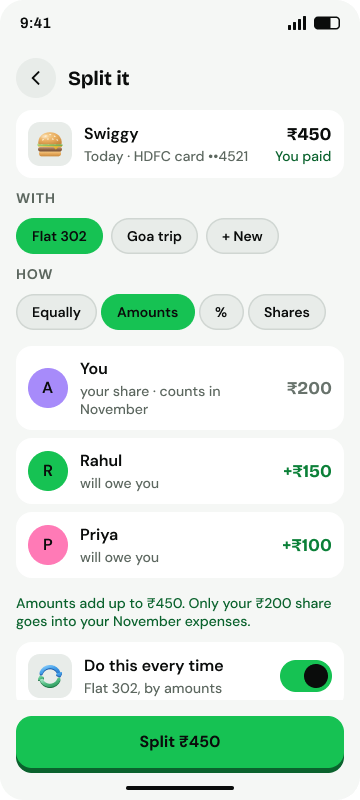 9:41
Split it
Swiggy
₹450
Today · HDFC card ••4521
You paid
WITH
Flat 302
Goa trip
+ New
HOW
Equally
Amounts
%
Shares
A
You
your share · counts in
November
₹200
R
Rahul
will owe you
+₹150
P
Priya
will owe you
+₹100
Amounts add up to ₹450. Only your ₹200 share
goes into your November expenses.
Do this every time
Flat 302, by amounts
Split ₹450